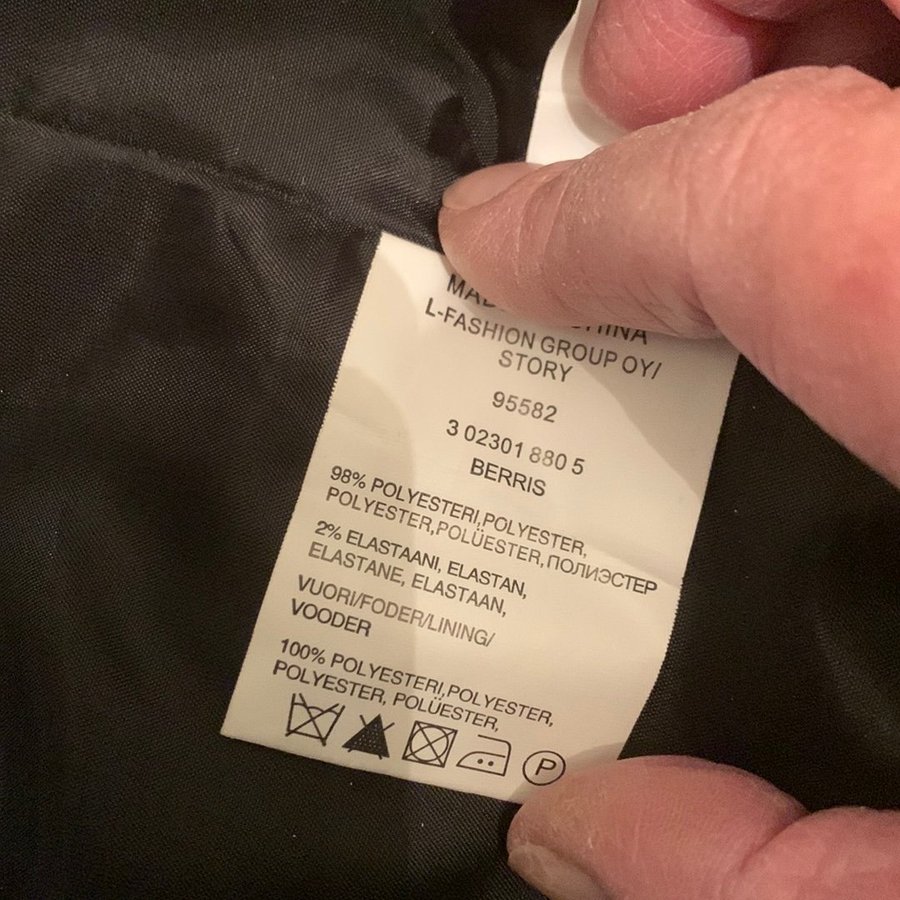 CHINA
L-FASHION GROUP OY/
STORY
95582
3 02301 880 5
BERRIS
98% POLYESTERI,POLYESTER,
POLYESTER,POLÜESTER,ПОЛИЭСТЕР
2% ELASTAANI, ELASTAN,
ELASTANE, ELASTAAN,
VUORI/FODER/LINING/
VOODER
100% POLYESTERI,POLYESTER,
POLYESTER, POLÜESTER,
P